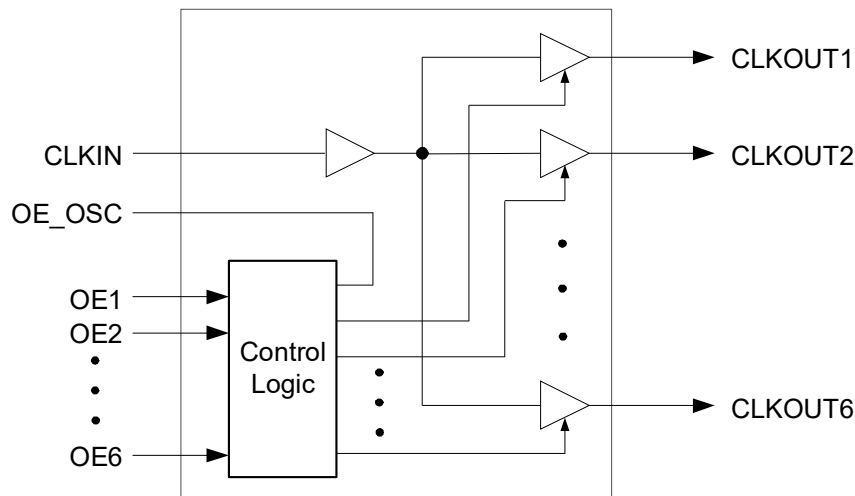 CLKOUT1
CLKIN
CLKOUT2
OE_OSC
OE1
OE2
Control
Logic
CLKOUT6
OE6